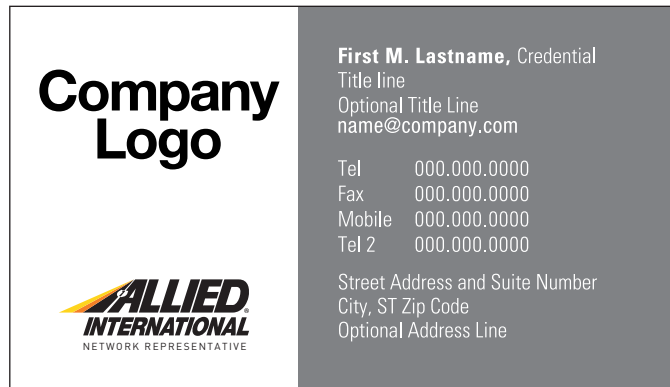 Company
Logo
ALLIED®
INTERNATIONAL
NETWORK REPRESENTATIVE
First M. Lastname, Credential
Title line
Optional Title Line
name@company.com
Tel 000.000.0000
Fax 000.000.0000
Mobile 000.000.0000
Tel 2 000.000.0000
Street Address and Suite Number
City, ST Zip Code
Optional Address Line